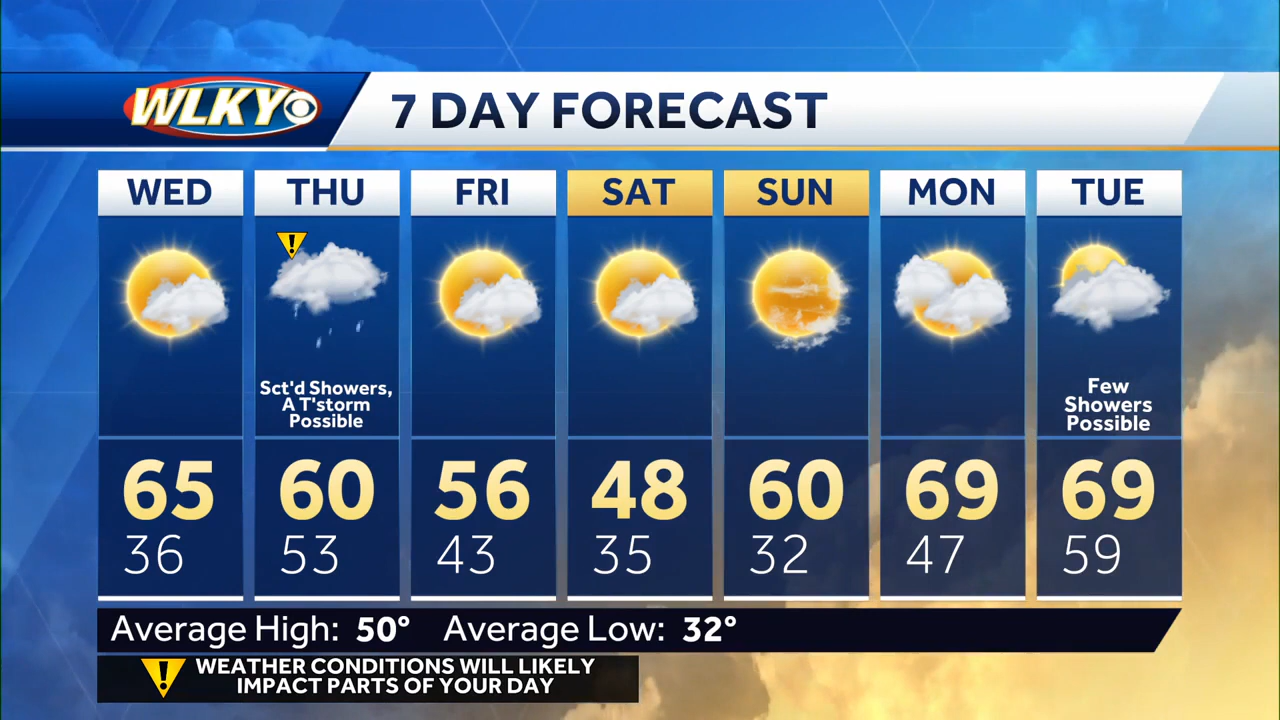 WLKY
7 DAY FORECAST
WED
THU
FRI
SAT
SUN
MON
TUE
!
Sct'd Showers,
A T'storm
Possible
Few
Showers
Possible
65
60
56
48
60
69
69
36
53
43
35
32
47
59
Average High: 50° Average Low: 32°
!
WEATHER CONDITIONS WILL LIKELY
IMPACT PARTS OF YOUR DAY